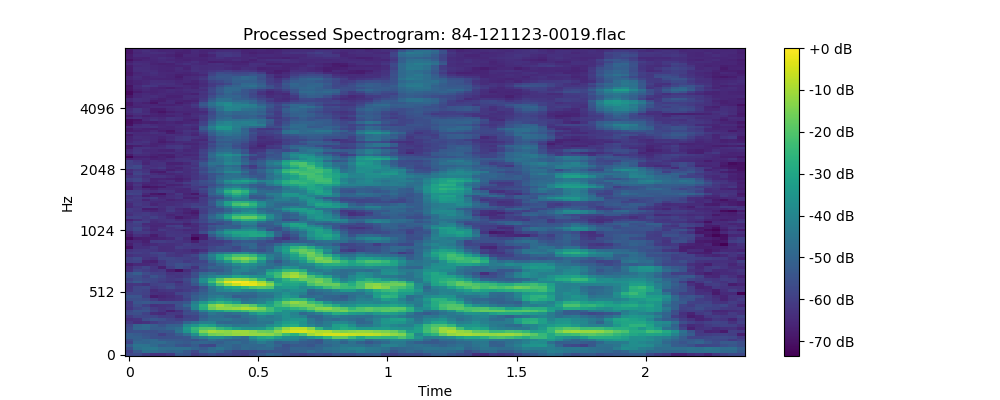 Processed Spectrogram: 84-121123-0019.flac
+0 dB
-10 dB
-20 dB
-30 dB
-40 dB
-50 dB
-60 dB
-70 dB
Hz
4096
2048
1024
512
0
0 0.5 1 1.5 2
Time